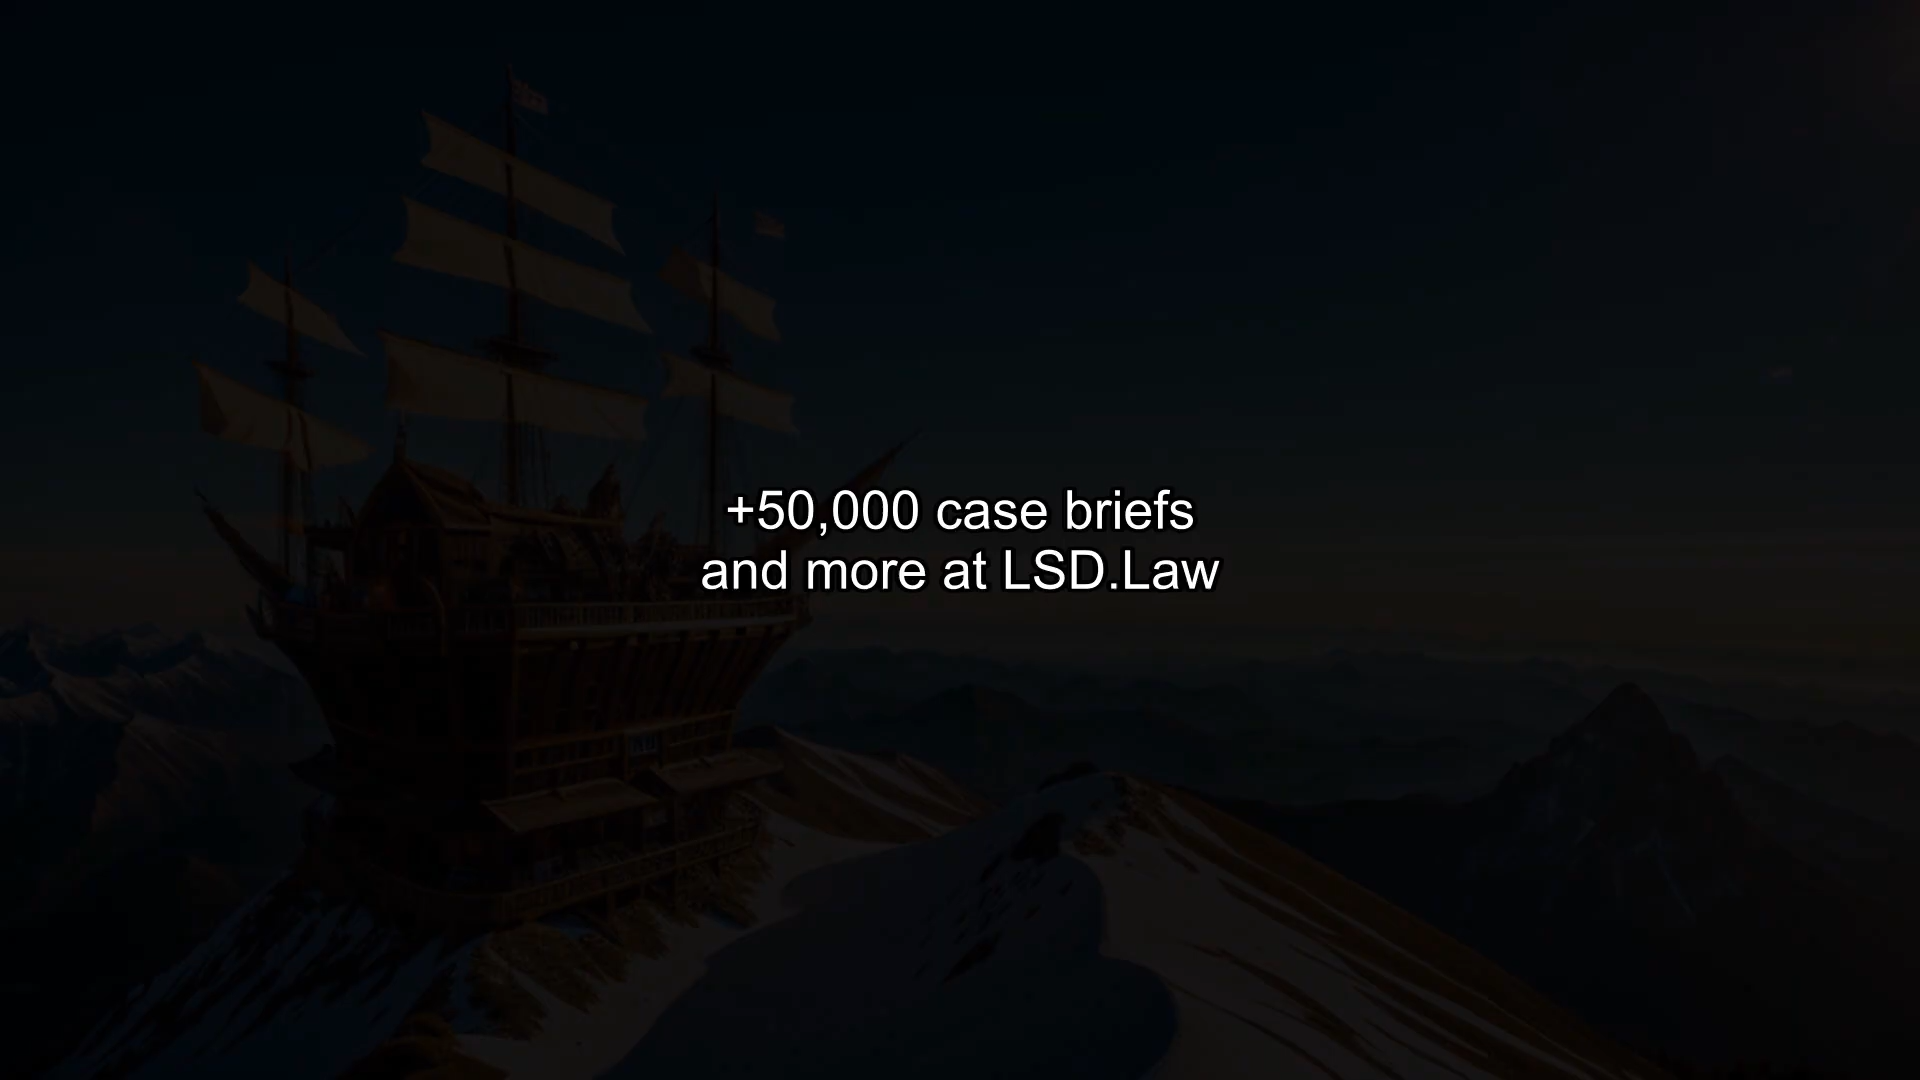 +50,000 case briefs
and more at LSD.Law